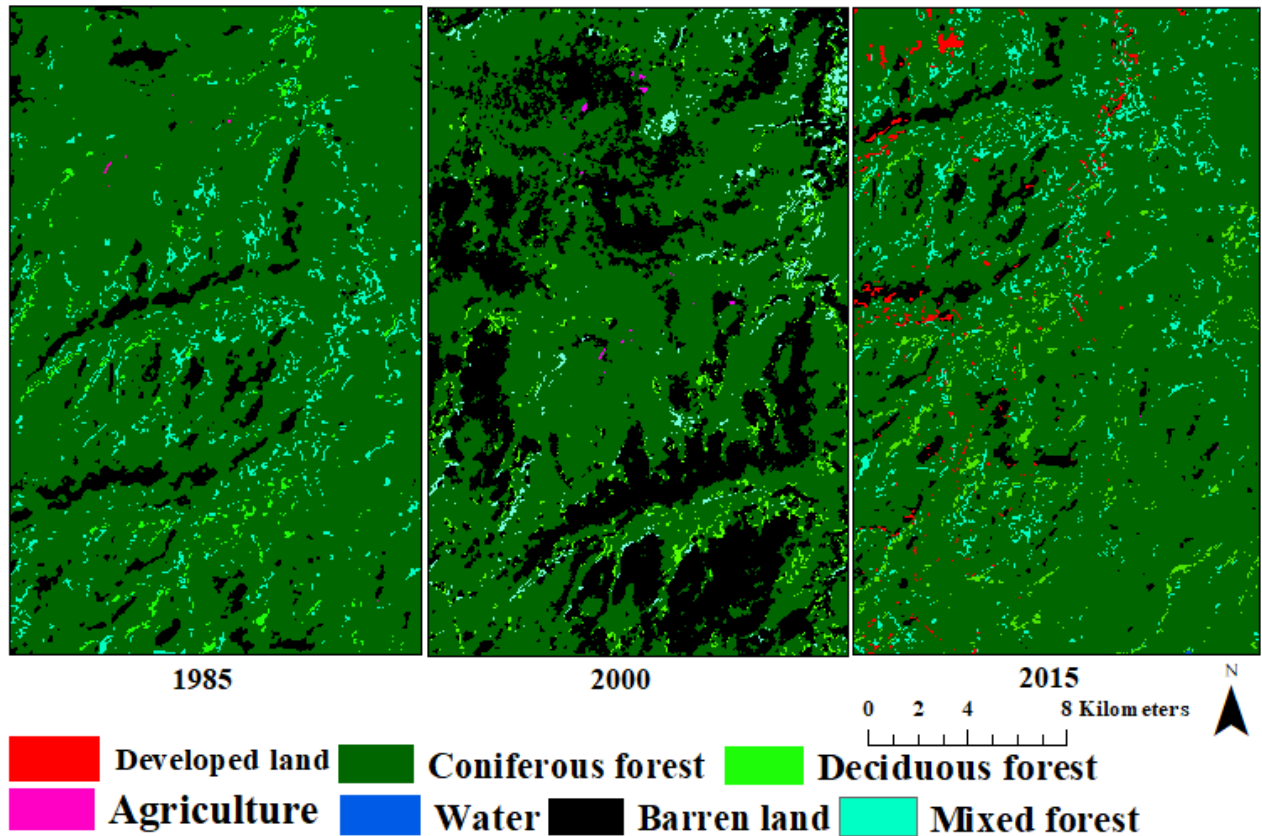 1985 2000 2015
N
0 2 4 8 Kilometers
Developed land Coniferous forest Deciduous forest
Agriculture Water Barren land Mixed forest